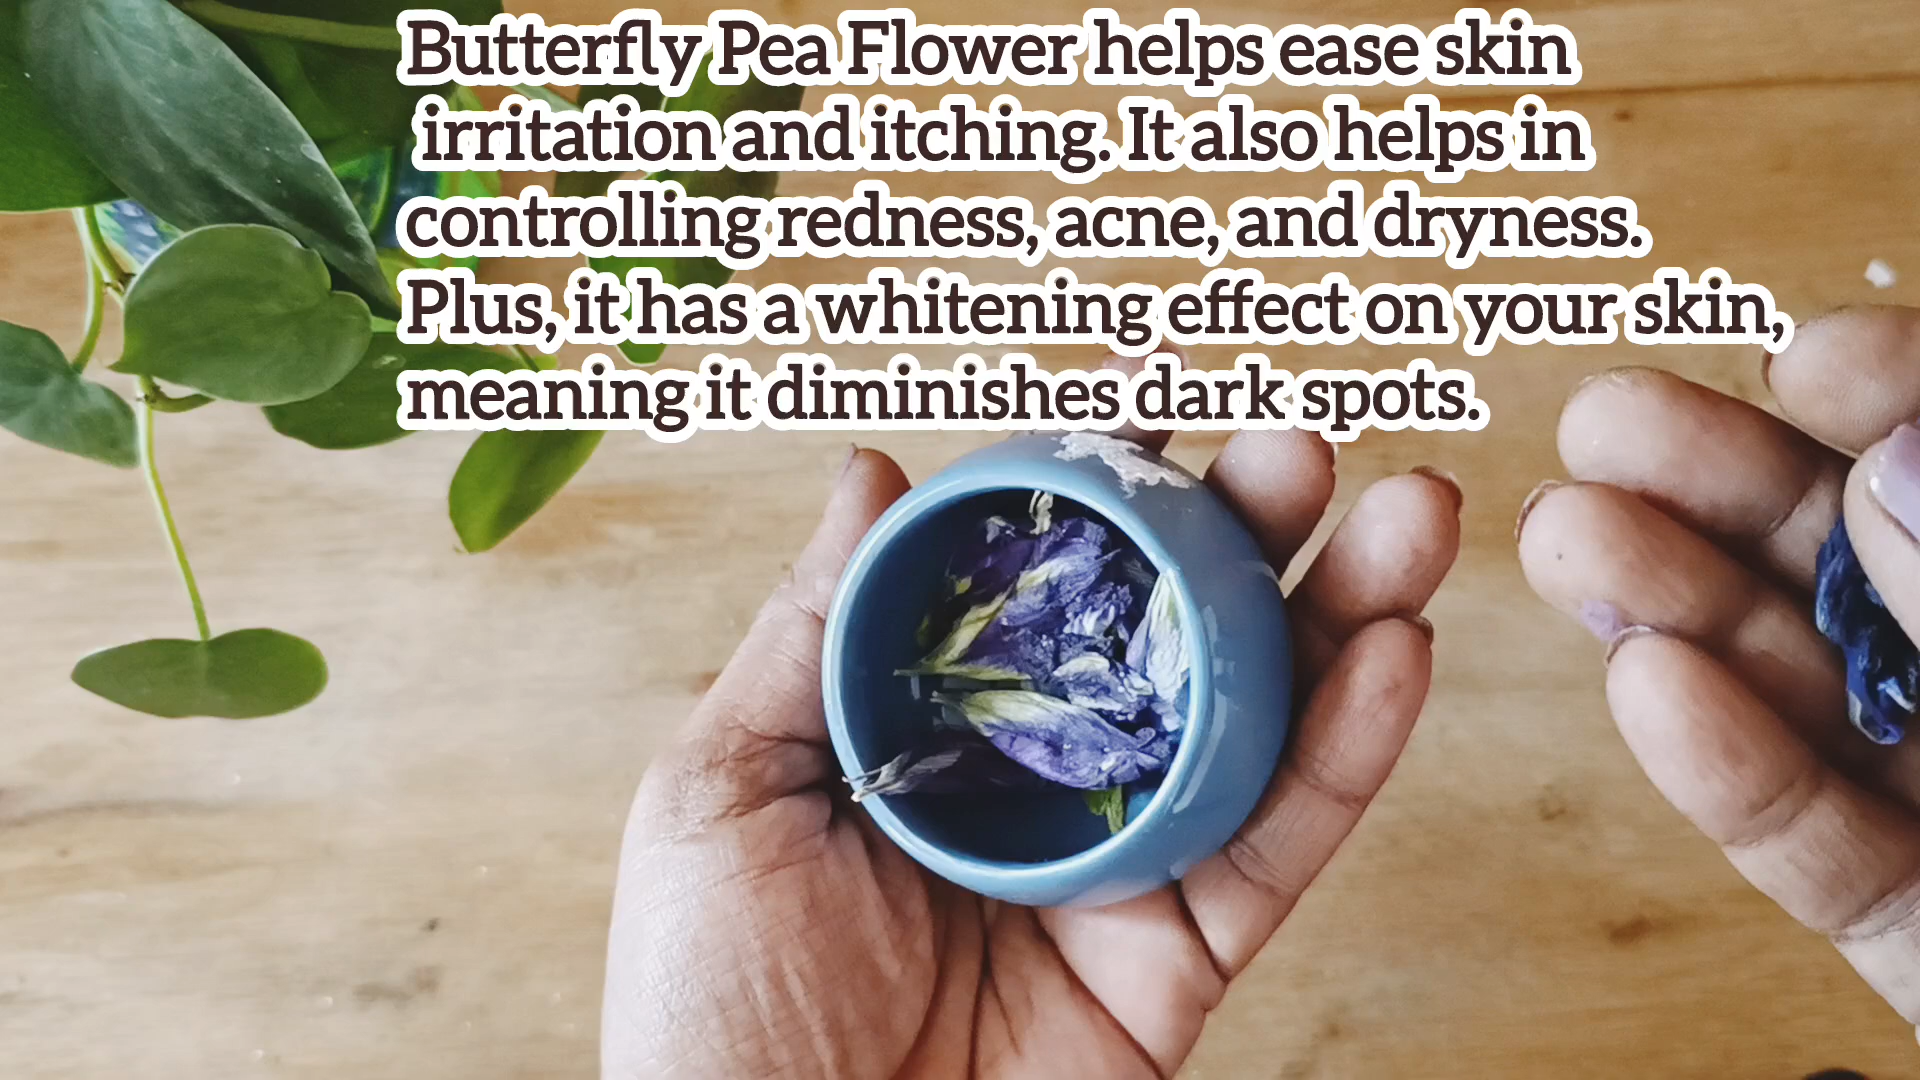 Butterfly Pea Flower helps ease skin
irritation and itching. It also helps in
controlling redness, acne, and dryness.
Plus, it has a whitening effect on your skin,
meaning it diminishes dark spots.